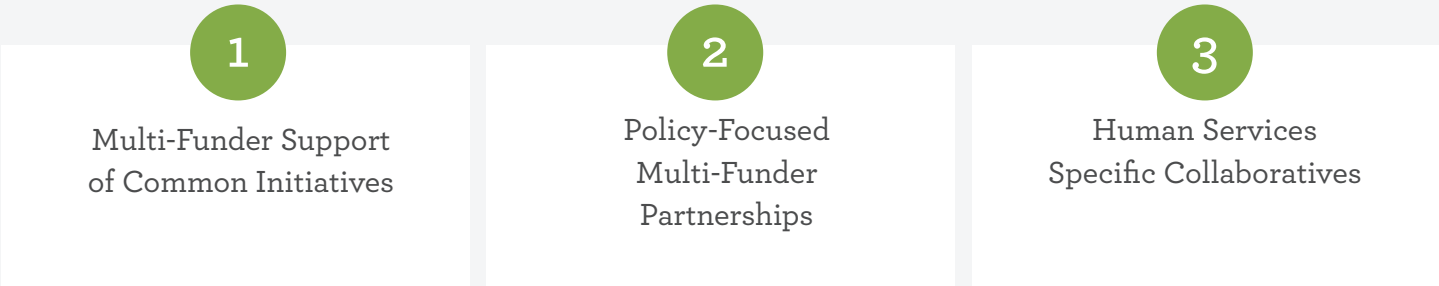 1
Multi-Funder Support
of Common Initiatives
2
Policy-Focused
Multi-Funder
Partnerships
3
Human Services
Specific Collaboratives